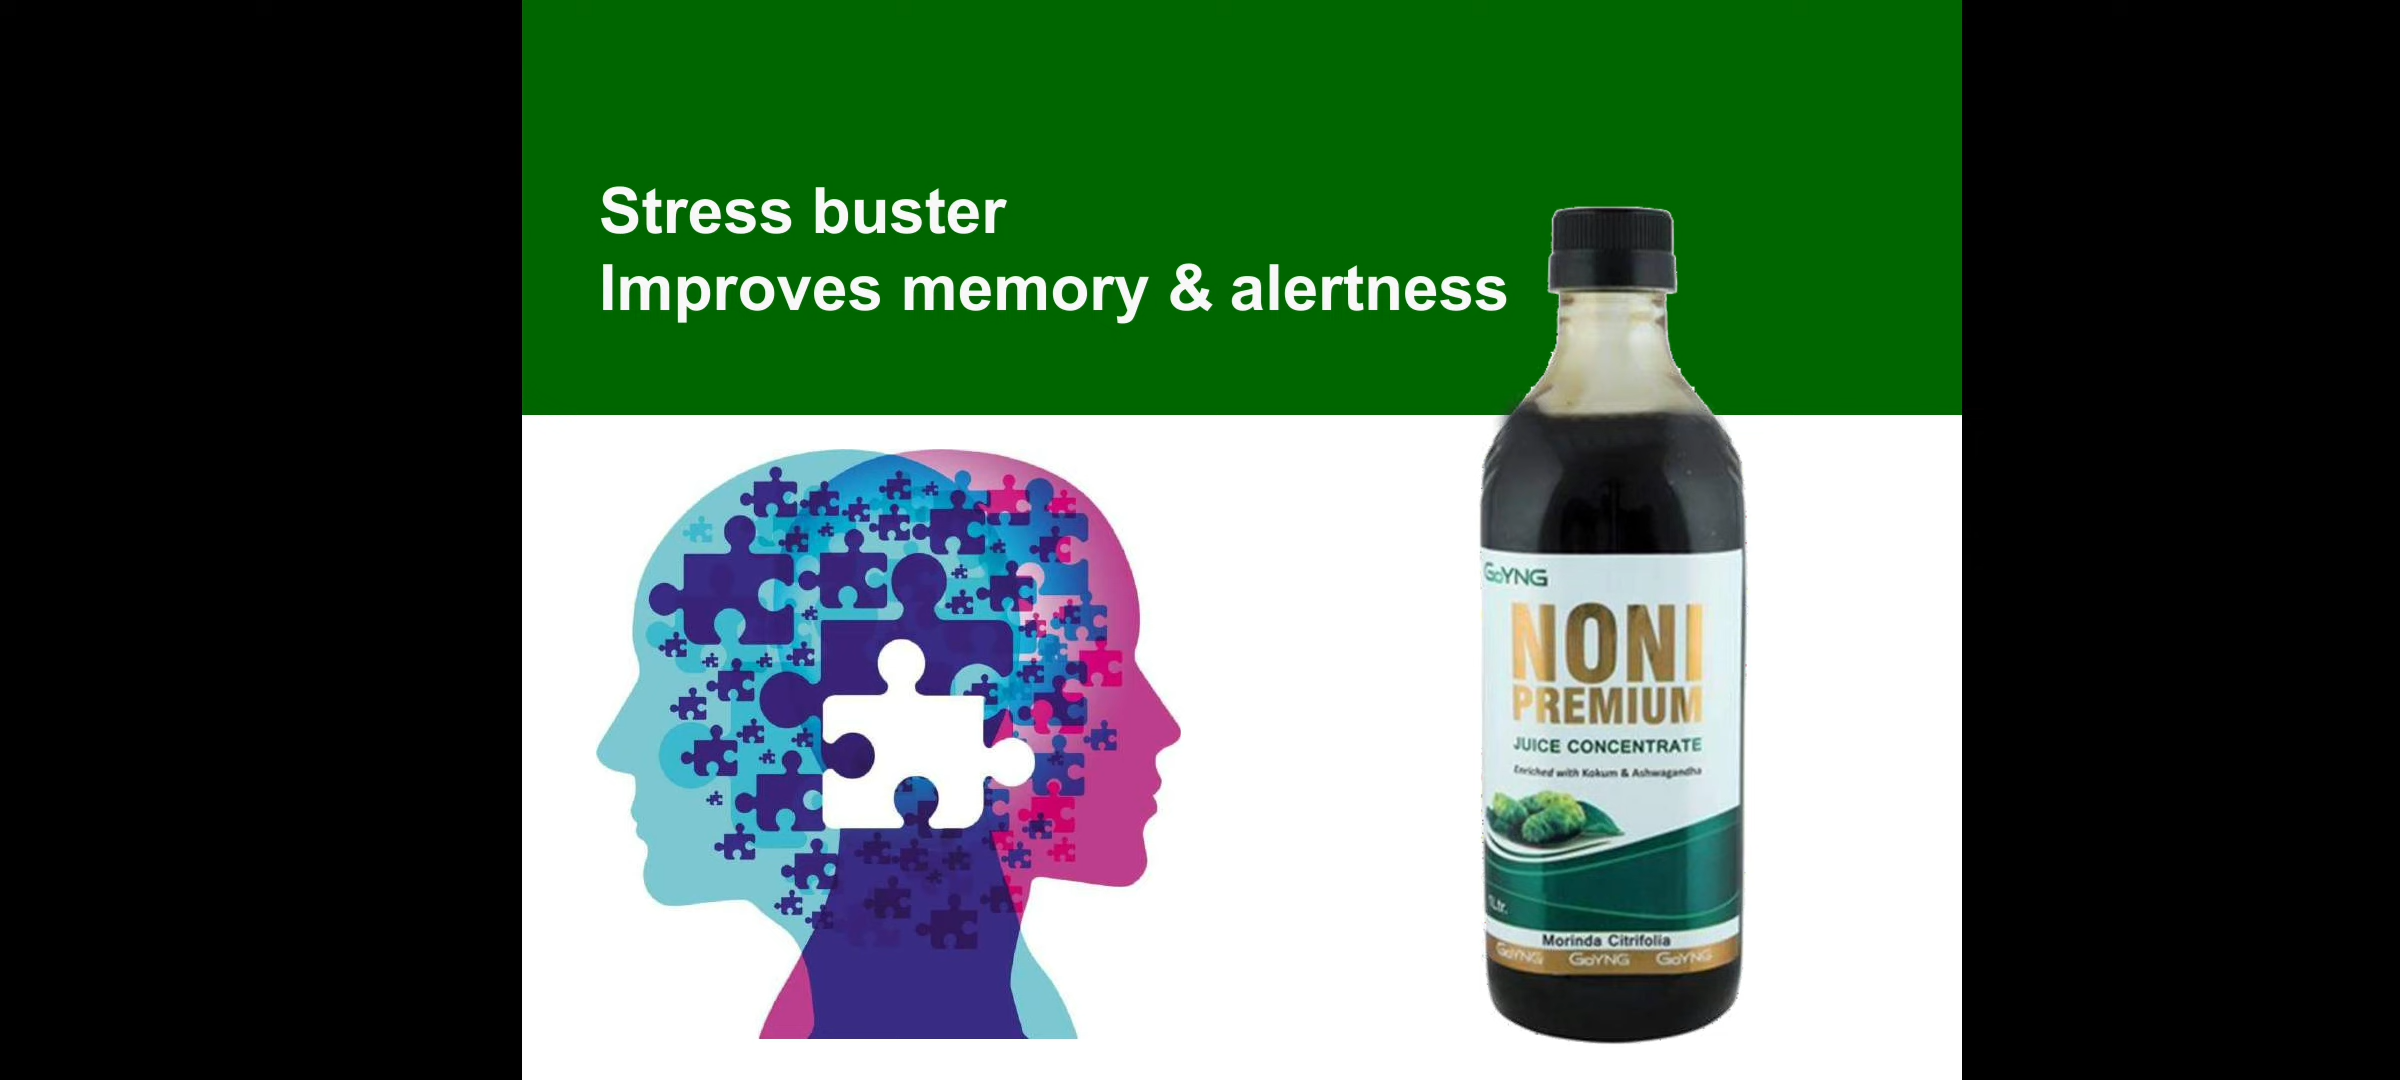 Stress buster
Improves memory & alertness
GoYNG
NONI
PREMIUM
JUICE CONCENTRATE
Enriched with Kokum & Ashwagandha
1Ltr.
Morinda Citrifolia
GoYNG GoYNG GoYNG